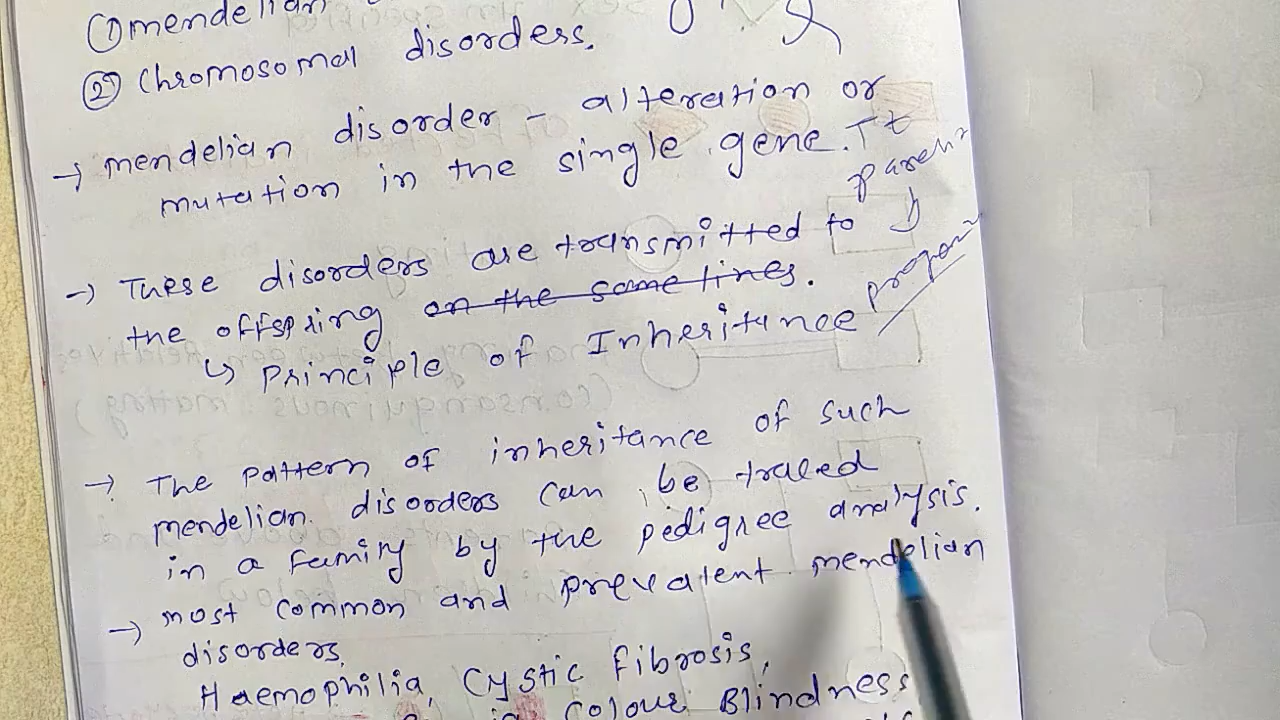 ① mendelian
② Chromosomal disorders.
→ mendelian disorder - alteration or
mutation in the single gene. It
parent
→ These disorders are transmitted to
the offspring on the same lines.
↳ Principle of Inheritance
→ The pattern of inheritance of such
mendelian disorders can be traced
in a family by the pedigree analysis.
→ most common and prevalent mendelian
disorders.
Haemophilia, Cystic fibrosis,
Colour Blindness